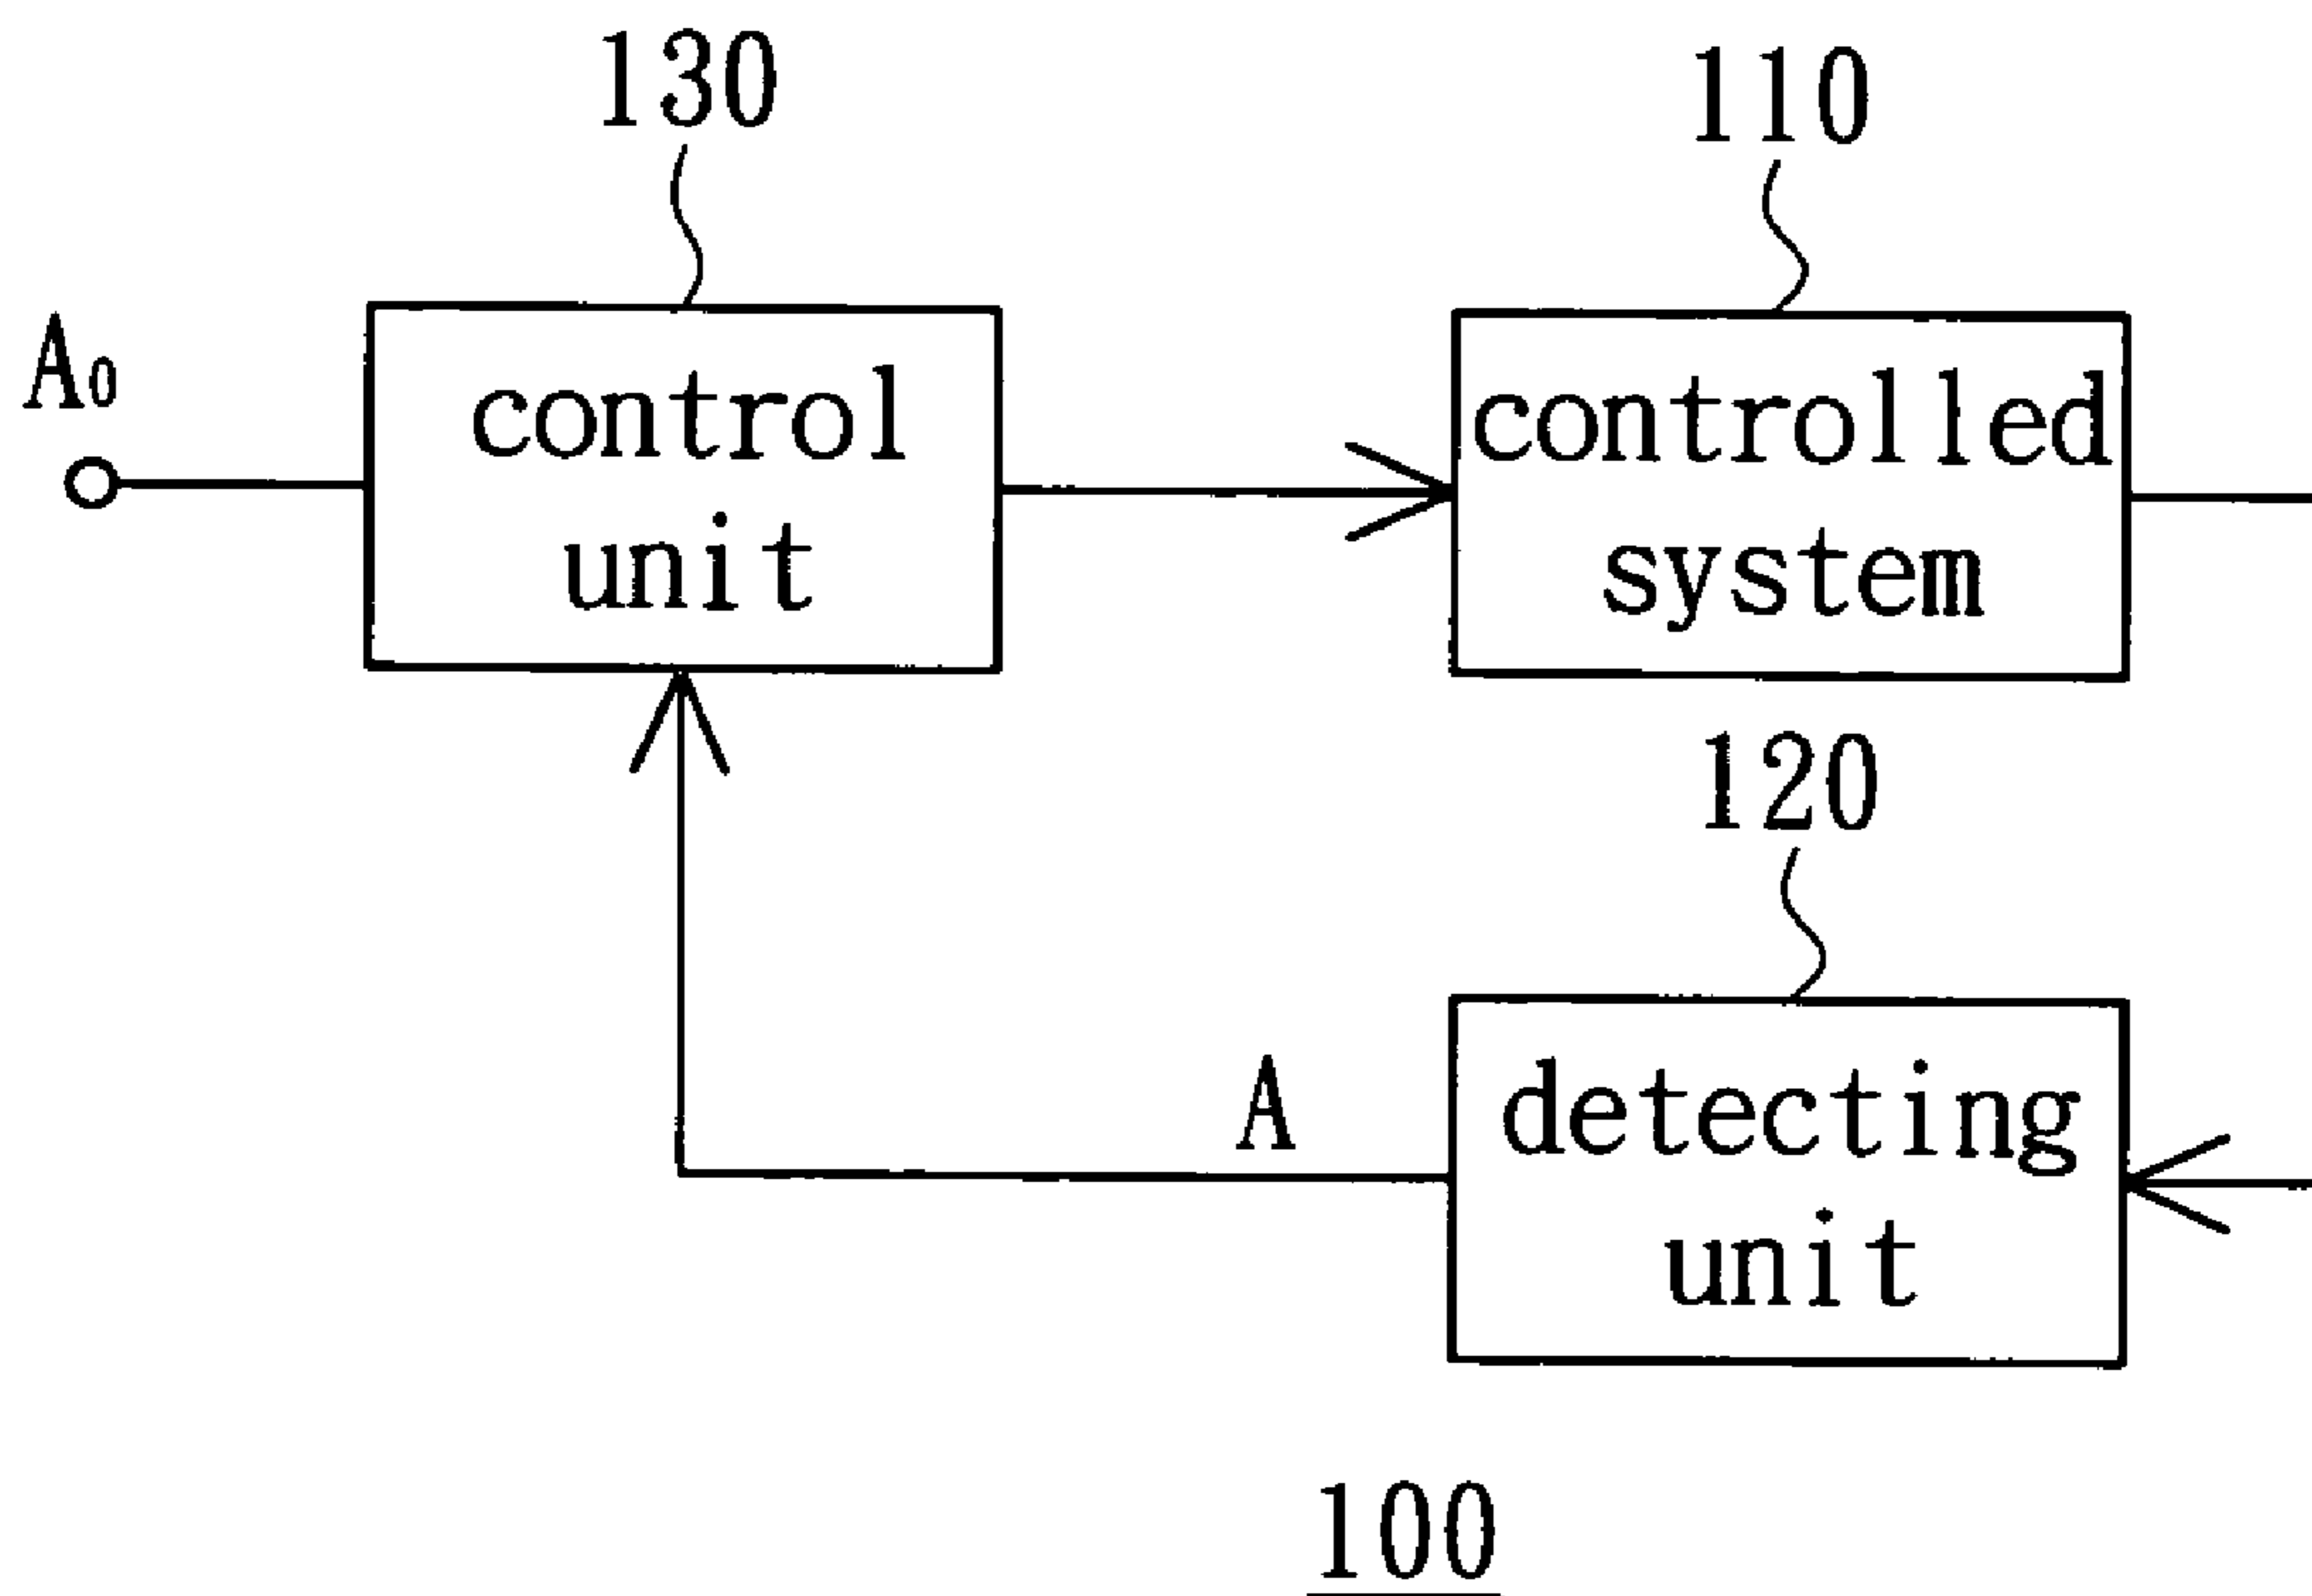 130
110
A₀
control
unit
controlled
system
120
A
detecting
unit
100